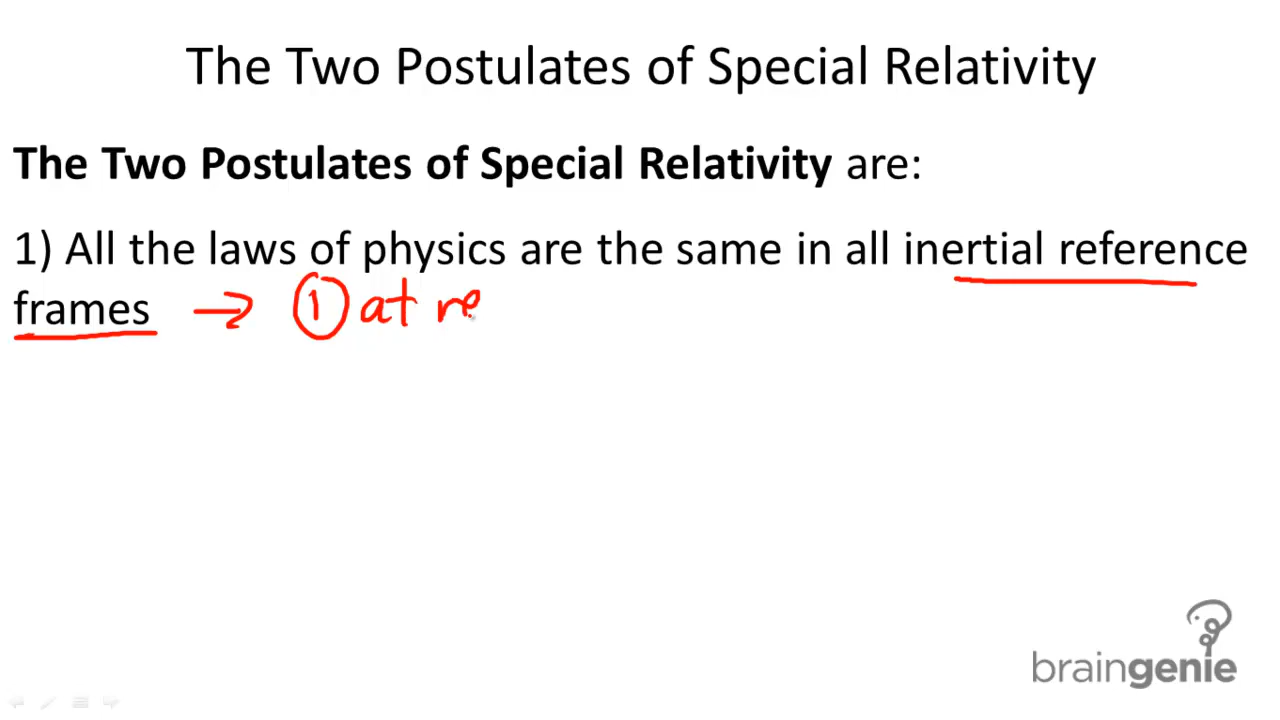 The Two Postulates of Special Relativity
The Two Postulates of Special Relativity are:
1) All the laws of physics are the same in all inertial reference
frames → ① at re
braingenie